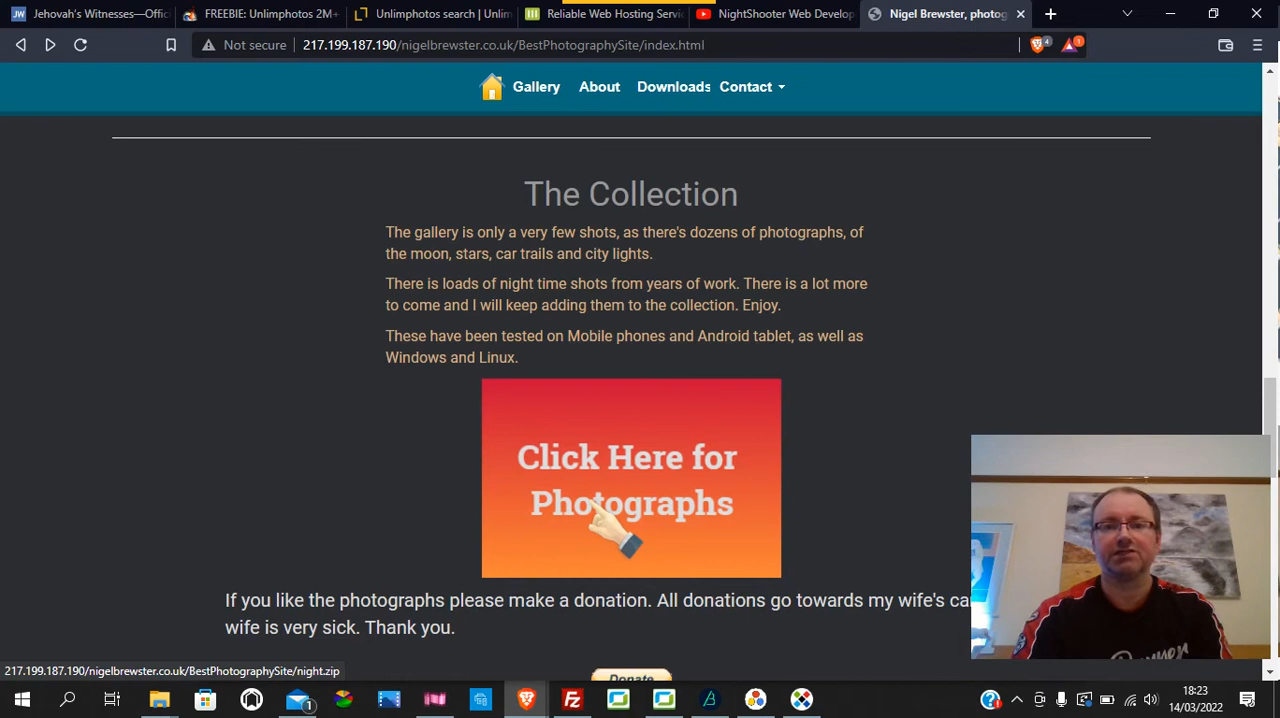 Jehovah's Witnesses—Offici
FREEBIE: Unlimphotos 2M+
Unlimphotos search | Unlim
Reliable Web Hosting Servic
NightShooter Web Develop
Nigel Brewster, photog
Not secure
217.199.187.190/nigelbrewster.co.uk/BestPhotographySite/index.html
4
1
Gallery About Downloads Contact
The Collection
The gallery is only a very few shots, as there's dozens of photographs, of
the moon, stars, car trails and city lights.
There is loads of night time shots from years of work. There is a lot more
to come and I will keep adding them to the collection. Enjoy.
These have been tested on Mobile phones and Android tablet, as well as
Windows and Linux.
Click Here for
Photographs
If you like the photographs please make a donation. All donations go towards my wife's ca
wife is very sick. Thank you.
217.199.187.190/nigelbrewster.co.uk/BestPhotographySite/night.zip
Donate
1
08:23
14/03/2022